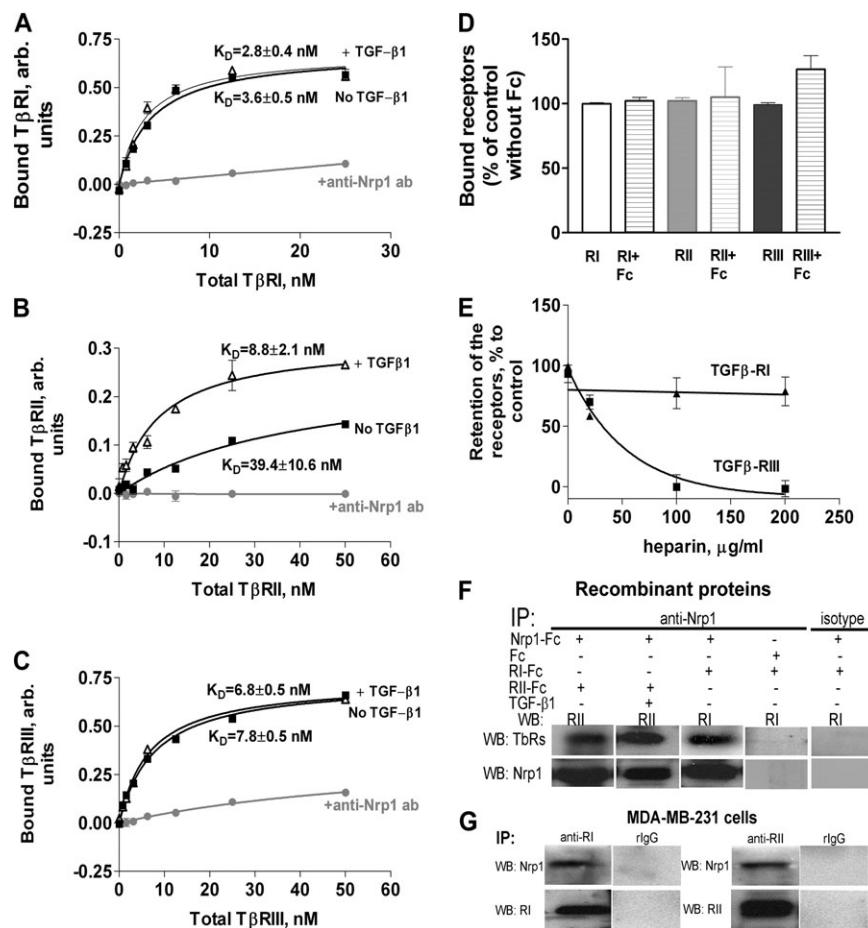 A
Bound TβRI, arb. units
0.75
0.50
0.25
0.00
-0.25
K_D=2.8±0.4 nM
+ TGF-β1
K_D=3.6±0.5 nM
No TGF-β1
+anti-Nrp1 ab
0
10
20
30
Total TβRI, nM
B
Bound TβRII, arb. units
0.3
0.2
0.1
0.0
-0.1
K_D=8.8±2.1 nM
+ TGFβ1
No TGFβ1
K_D=39.4±10.6 nM
+anti-Nrp1 ab
0
10
20
30
40
50
60
Total TβRII, nM
C
Bound TβRIII, arb. units
0.75
0.50
0.25
0.00
-0.25
K_D=6.8±0.5 nM
+ TGF-β1
No TGF-β1
K_D=7.8±0.5 nM
+anti-Nrp1 ab
0
10
20
30
40
50
60
Total TβRIII, nM
D
Bound receptors (% of control without Fc)
150
100
50
0
RI
RI+ Fc
RII
RII+ Fc
RIII
RIII+ Fc
E
Retention of the receptors, % to control
150
100
50
0
TGFβ-RI
TGFβ-RIII
0
50
100
150
200
250
heparin, μg/ml
F
Recombinant proteins
IP:
anti-Nrp1
isotype
Nrp1-Fc + + + - +
Fc - - - + -
RI-Fc - - + + +
RII-Fc + + - - -
TGF-β1 - + - - -
WB: RII RII RI RI RI
WB: TbRs
WB: Nrp1
G
MDA-MB-231 cells
IP: anti-RI rIgG anti-RII rIgG
WB: Nrp1
WB: Nrp1
WB: RI
WB: RII